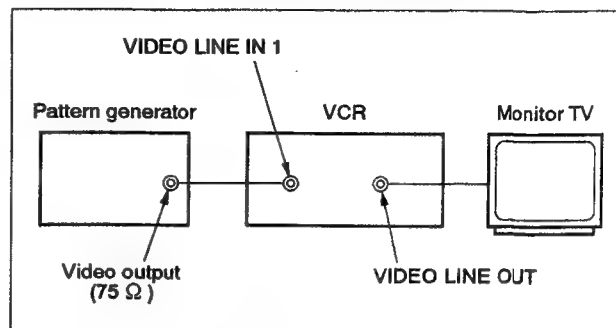 VIDEO LINE IN 1
Pattern generator
VCR
Monitor TV
Video output
(75 Ω)
VIDEO LINE OUT